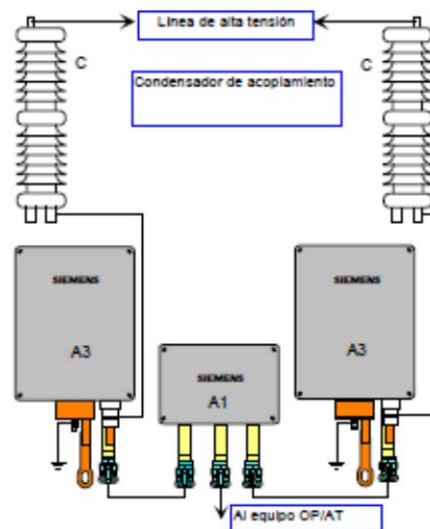 Línea de alta tensión
C
C
Condensador de acoplamiento
SIEMENS
SIEMENS
A3
A3
SIEMENS
A1
Al equipo OP/AT